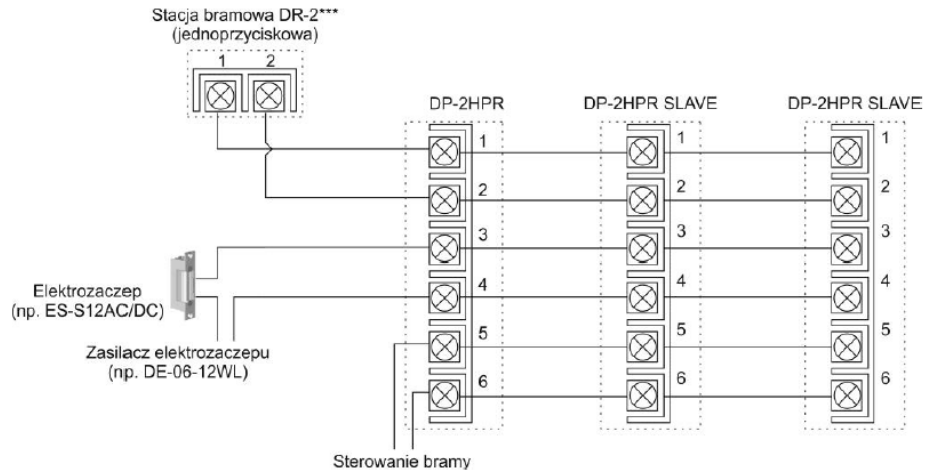 Stacja bramowa DR-2***
(jednoprzyciskowa)
1 2
DP-2HPR DP-2HPR SLAVE DP-2HPR SLAVE
1 1 1
2 2 2
3 3 3
4 4 4
5 5 5
6 6 6
Elektrozaczep
(np. ES-S12AC/DC)
Zasilacz elektrozaczepu
(np. DE-06-12WL)
Sterowanie bramy